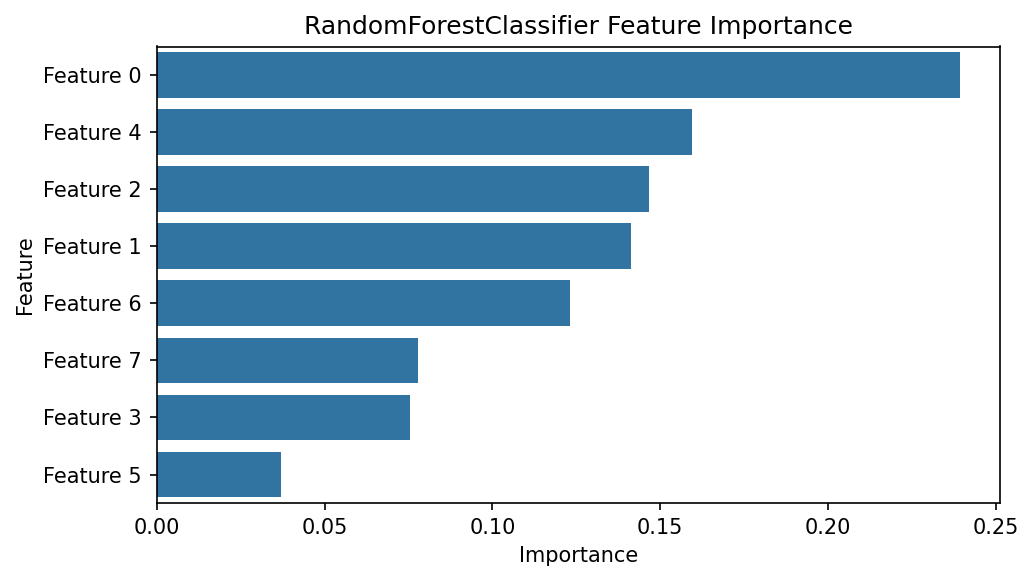 RandomForestClassifier Feature Importance
Feature
Feature 0
Feature 4
Feature 2
Feature 1
Feature 6
Feature 7
Feature 3
Feature 5
0.00 0.05 0.10 0.15 0.20 0.25
Importance